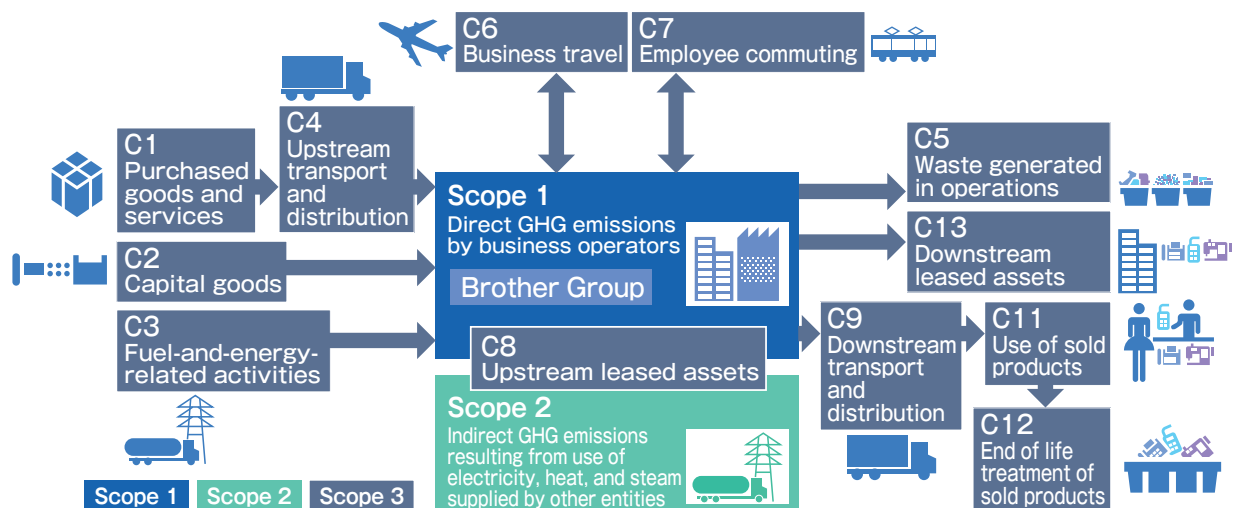 C6
Business travel
C7
Employee commuting
C1
Purchased
goods and
services
C4
Upstream
transport
and
distribution
C2
Capital goods
C3
Fuel-and-energy-
related activities
Scope 1
Direct GHG emissions
by business operators
Brother Group
C8
Upstream leased assets
Scope 2
Indirect GHG emissions
resulting from use of
electricity, heat, and steam
supplied by other entities
C5
Waste generated
in operations
C13
Downstream
leased assets
C9
Downstream
transport
and
distribution
C11
Use of sold
products
C12
End of life
treatment of
sold products
Scope 1
Scope 2
Scope 3